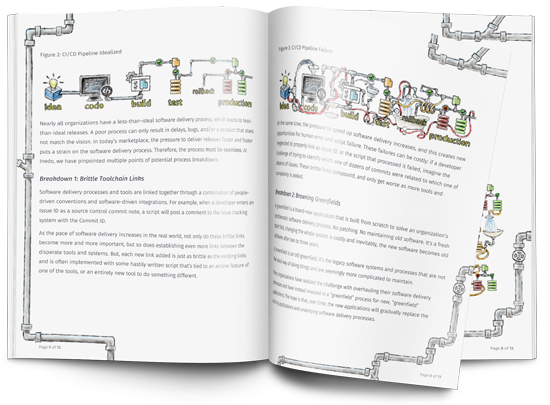 Figure 2: CI/CD Pipeline Idealized
idea code build test rollback production
Nearly all organizations have a less-than-ideal software delivery process, which leads to less-
than-ideal releases. A poor process can only result in delays, bugs, and/or a product that does
not match the vision. In today's marketplace, the pressure to deliver releases faster and faster
puts a strain on the software delivery process. Therefore, the process must be seamless. At
Inedo, we have pinpointed multiple points of potential process breakdown.
Breakdown 1: Brittle Toolchain Links
Software delivery processes and tools are linked together through a combination of people-
driven conventions and software-driven integrations. For example, when a developer enters an
Issue ID as a source control commit note, a script will post a comment to the issue tracking
system with the Commit ID.
As the pace of software delivery increases in the real world, not only do these brittle links
become more and more important, but so does establishing even more links between the
disparate tools and systems. But, each new link added is just as brittle as the existing links
and is often implemented with some hastily written script that's tied to an arcane feature of
one of the tools, or an entirely new tool to do something different.
Figure 3: CI/CD Pipeline Failure
idea build production
At the same time, the pressure to speed up software delivery increases, and this creates new
opportunities for human error and script failure. These failures can be costly: if a developer
neglected to properly link an issue ID, or the script that processed it failed, imagine the
challenge of trying to identify which one of dozens of commits were related to which one of
dozens of issues. These brittle links compound, and only get worse as more tools and
complexity is added.
Breakdown 2: Browning Greenfields
A greenfield is a brand-new application that is built from scratch to solve an organization's
software delivery process. No patching. No maintaining old software. It's a fresh
changing the whole position is costly and inevitably, the new software becomes old
software after two to three years.
is an old greenfield. It's the legacy software systems and processes that are not
way of doing things and are seemingly more complicated to maintain.
organizations have realized the challenge with overhauling their software delivery
processes and have instead invested in a "greenfield" process for new, "greenfield"
applications. The hope is that, over time, the new applications will gradually replace the
applications and underlying software delivery processes.
Page 5 of 13
Page 6 of 13